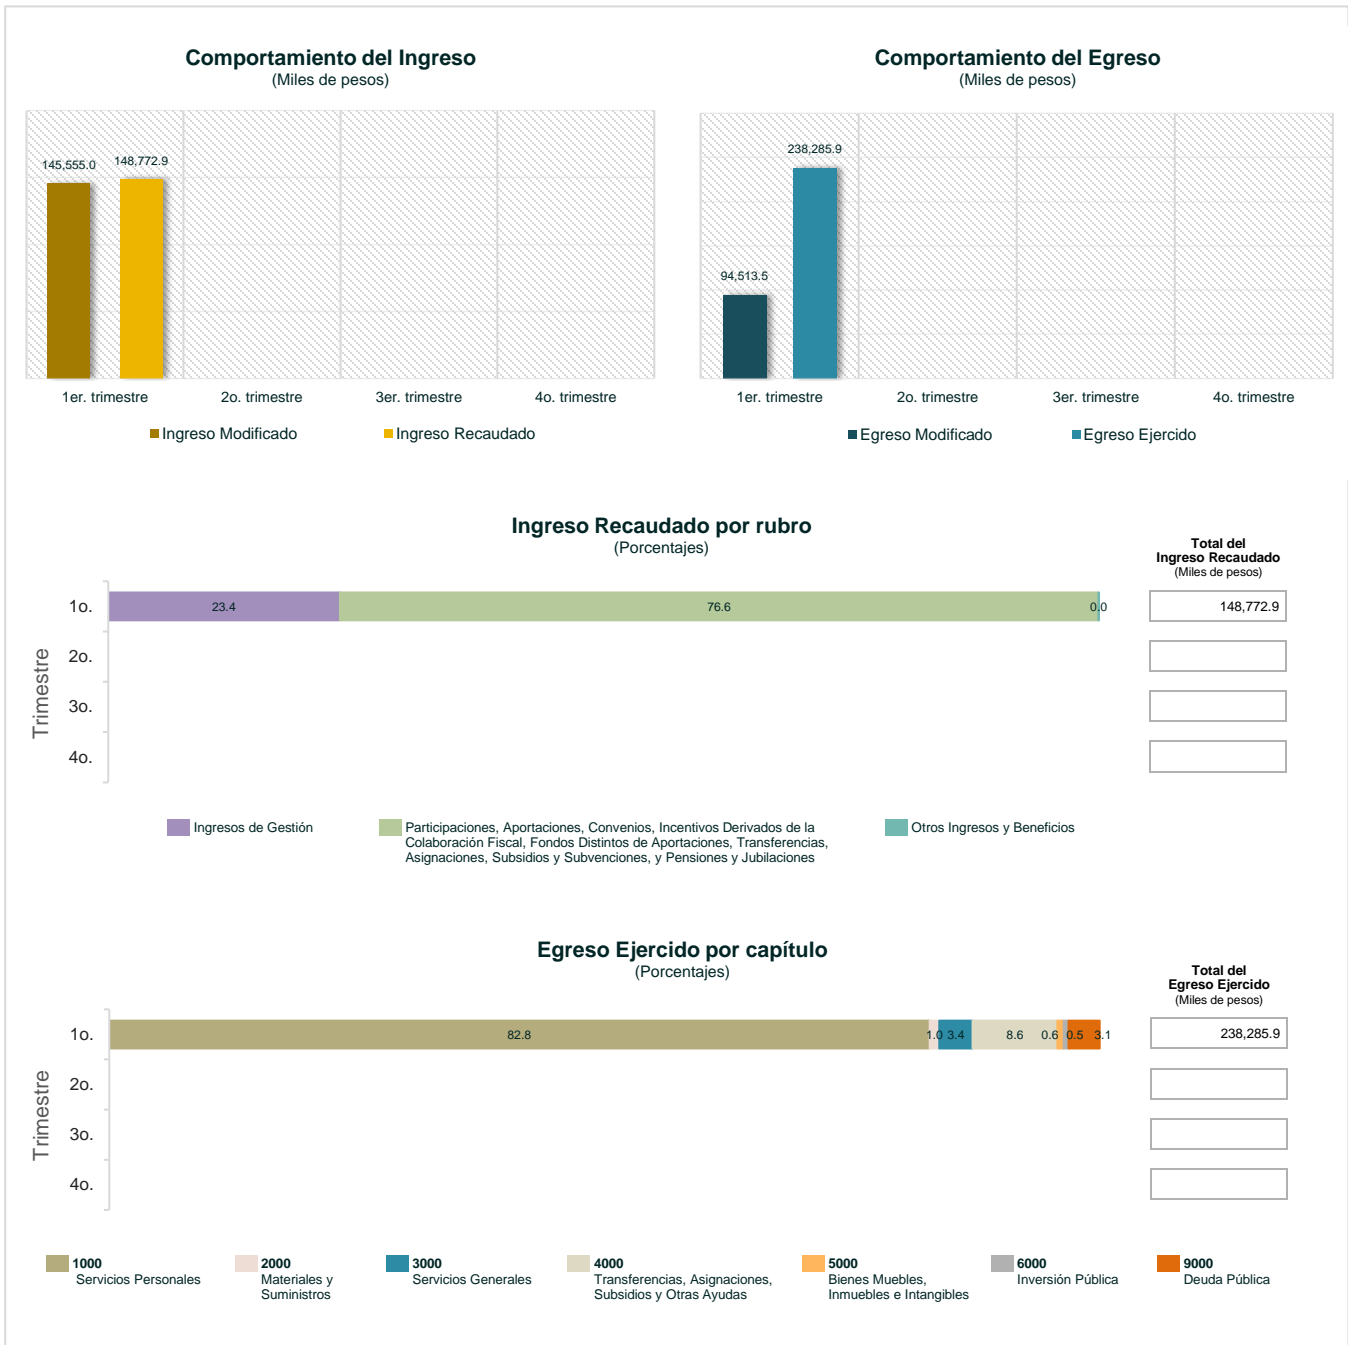 Comportamiento del Ingreso
(Miles de pesos)
145,555.0
148,772.9
1er. trimestre
2o. trimestre
3er. trimestre
4o. trimestre
Ingreso Modificado
Ingreso Recaudado
Comportamiento del Egreso
(Miles de pesos)
94,513.5
238,285.9
1er. trimestre
2o. trimestre
3er. trimestre
4o. trimestre
Egreso Modificado
Egreso Ejercido
Ingreso Recaudado por rubro
(Porcentajes)
Total del
Ingreso Recaudado
(Miles de pesos)
Trimestre
1o.
23.4
76.6
0.0
148,772.9
2o.
3o.
4o.
Ingresos de Gestión
Participaciones, Aportaciones, Convenios, Incentivos Derivados de la
Colaboración Fiscal, Fondos Distintos de Aportaciones, Transferencias,
Asignaciones, Subsidios y Subvenciones, y Pensiones y Jubilaciones
Otros Ingresos y Beneficios
Egreso Ejercido por capítulo
(Porcentajes)
Total del
Egreso Ejercido
(Miles de pesos)
Trimestre
1o.
82.8
1.0
3.4
8.6
0.6
0.5
3.1
238,285.9
2o.
3o.
4o.
1000
Servicios Personales
2000
Materiales y
Suministros
3000
Servicios Generales
4000
Transferencias, Asignaciones,
Subsidios y Otras Ayudas
5000
Bienes Muebles,
Inmuebles e Intangibles
6000
Inversión Pública
9000
Deuda Pública